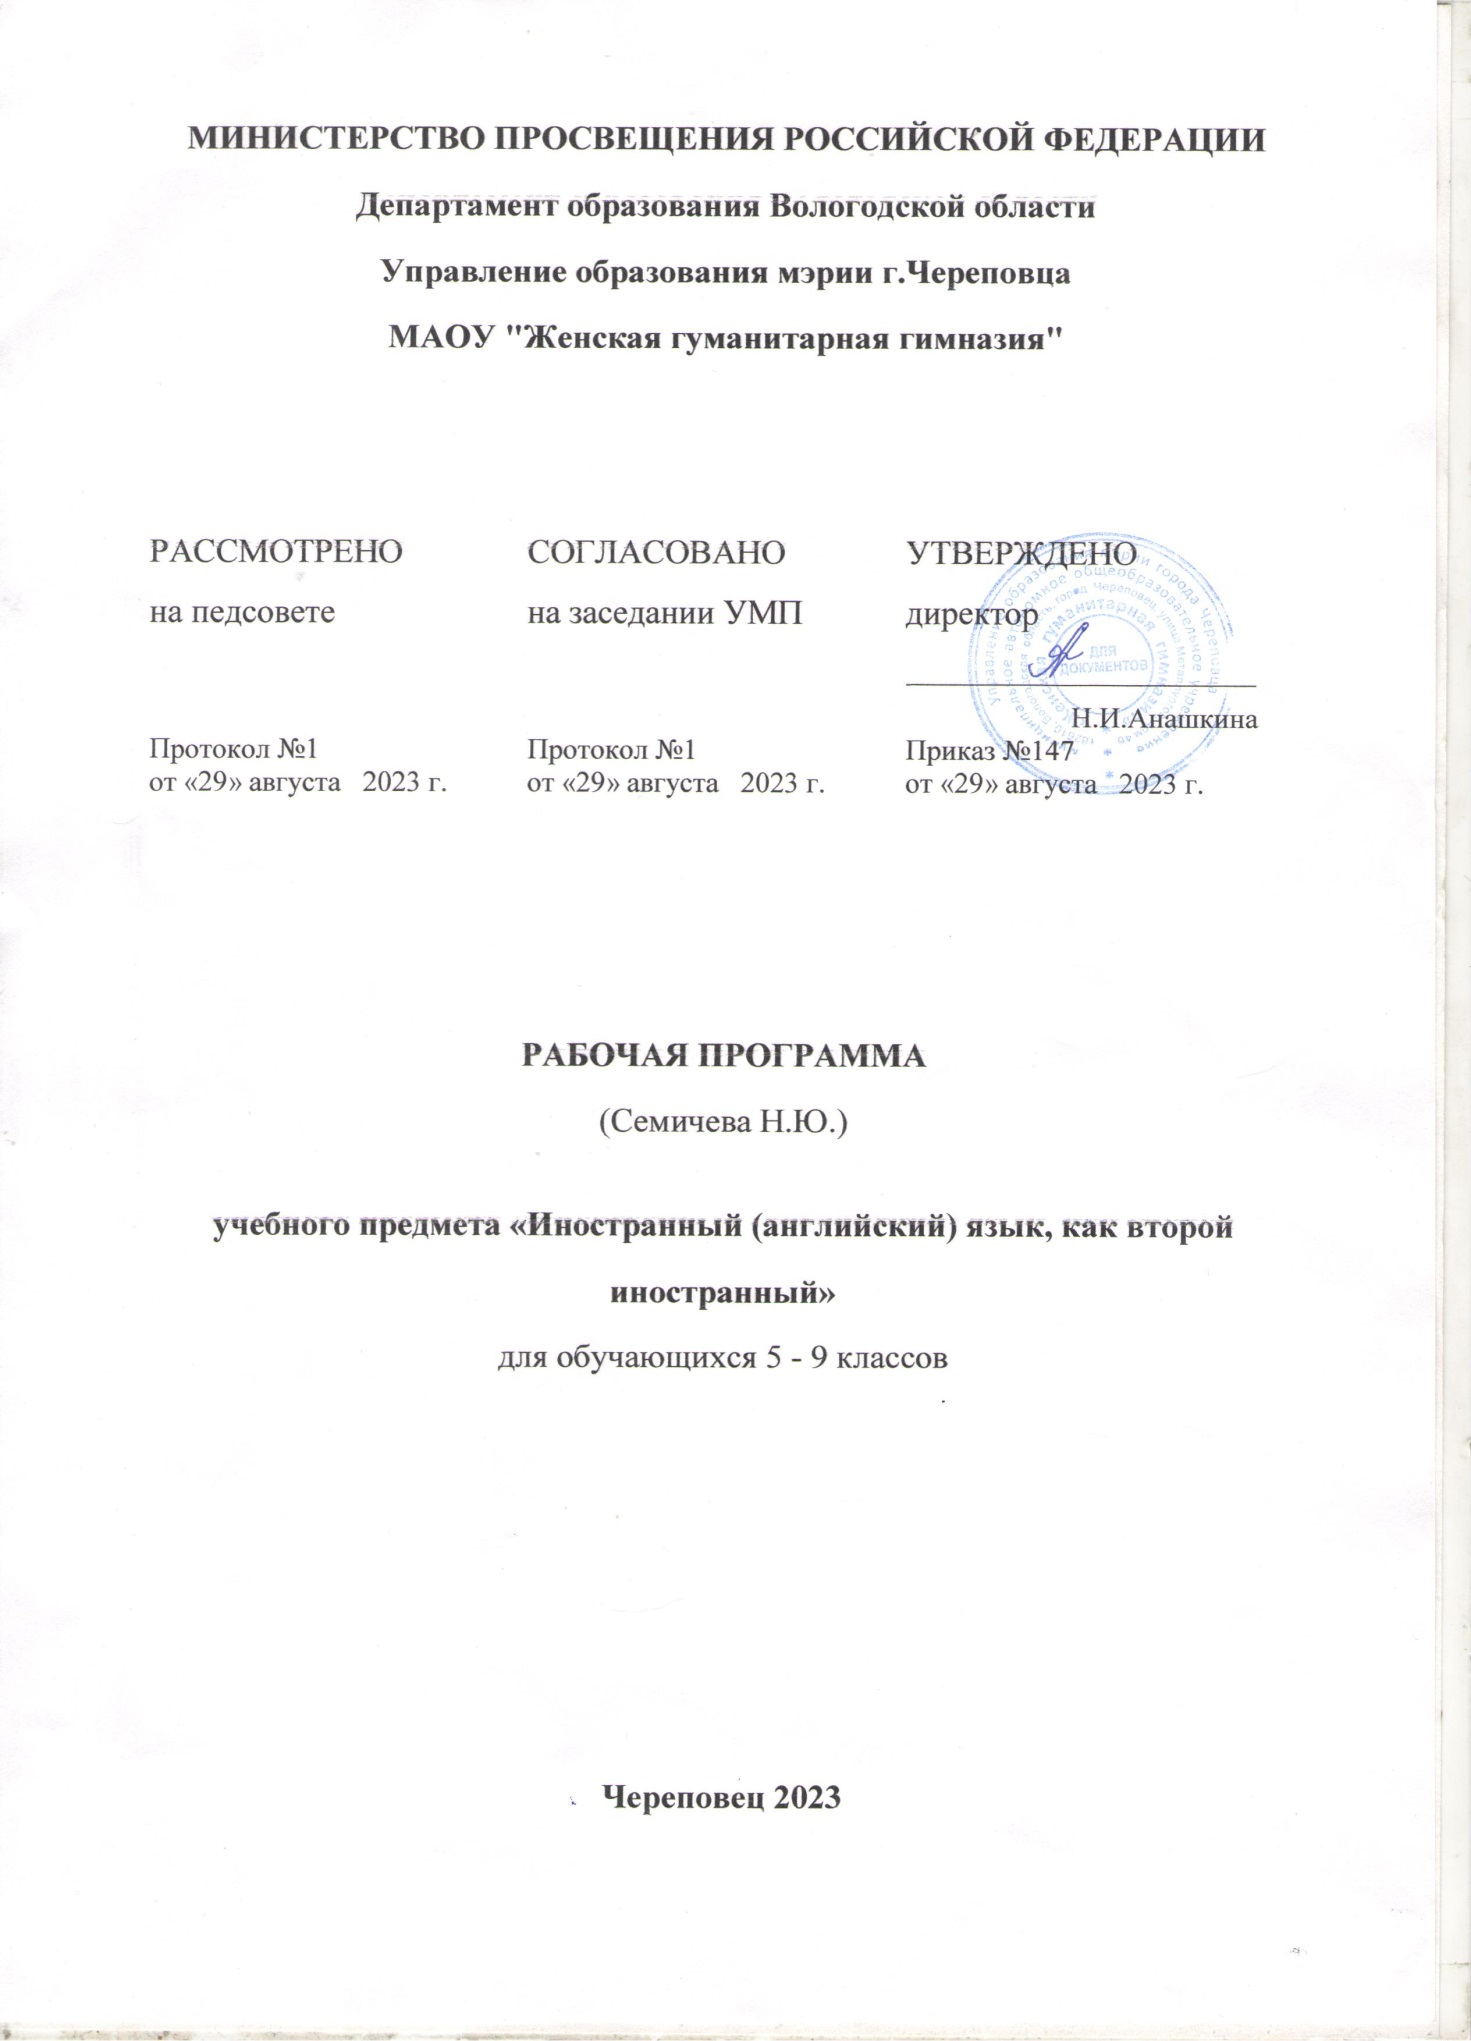 МИНИСТЕРСТВО ПРОСВЕЩЕНИЯ РОССИЙСКОЙ ФЕДЕРАЦИИ
Департамент образования Вологодской области
Управление образования мэрии г.Череповца
МАОУ "Женская гуманитарная гимназия"
РАССМОТРЕНО
на педсовете
Протокол №1
от «29» августа 2023 г.
СОГЛАСОВАНО
на заседании УМП
Протокол №1
от «29» августа 2023 г.
УТВЕРЖДЕНО
директор
Н.И.Анашкина
Приказ №147
от «29» августа 2023 г.
ДЛЯ
ДОКУМЕНТОВ
РАБОЧАЯ ПРОГРАММА
(Семичева Н.Ю.)
учебного предмета «Иностранный (английский) язык, как второй
иностранный»
для обучающихся 5 - 9 классов
Череповец 2023